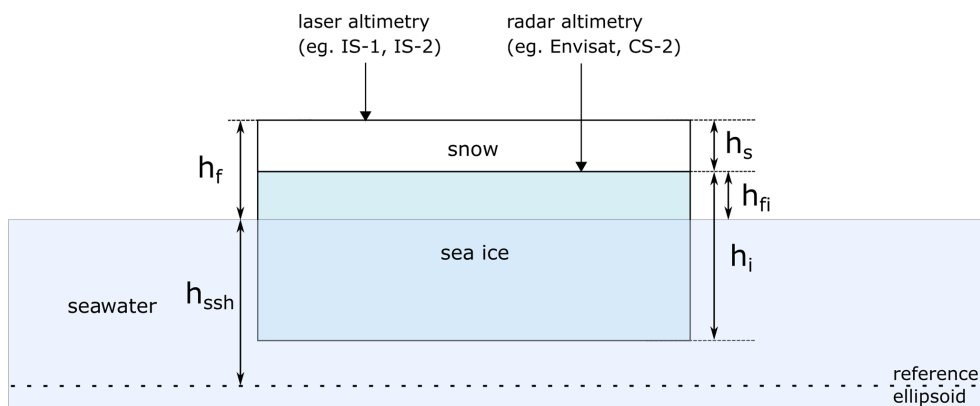 laser altimetry
(eg. IS-1, IS-2)
radar altimetry
(eg. Envisat, CS-2)
snow
hs
hf
hfi
sea ice
hi
seawater
hssh
reference
ellipsoid